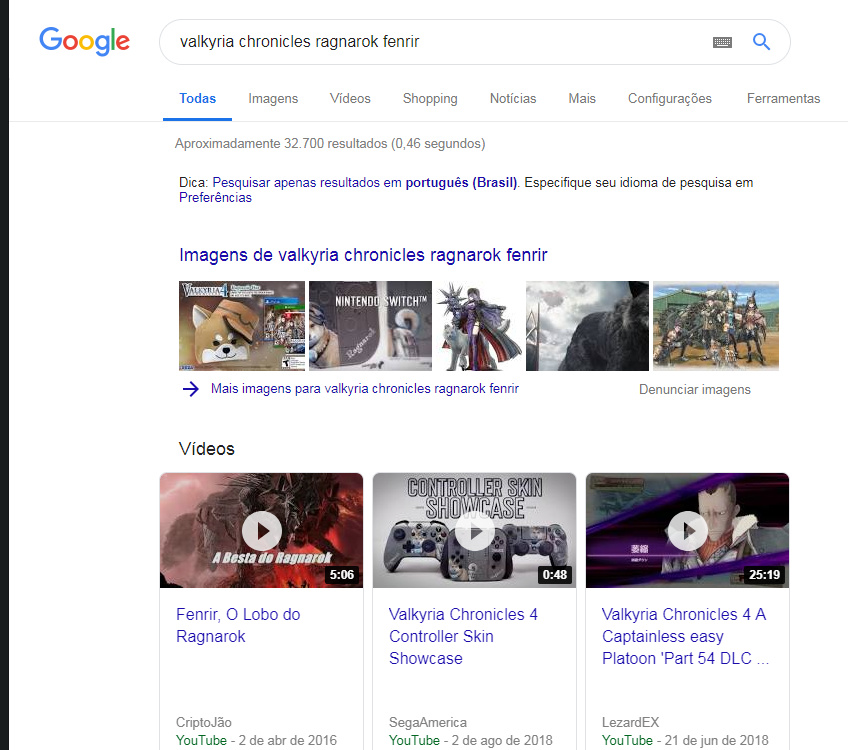 Google
valkyria chronicles ragnarok fenrir
Todas Imagens Vídeos Shopping Notícias Mais Configurações Ferramentas
Aproximadamente 32.700 resultados (0,46 segundos)
Dica: Pesquisar apenas resultados em português (Brasil). Especifique seu idioma de pesquisa em
Preferências
Imagens de valkyria chronicles ragnarok fenrir
VALKYRIA 4
NINTENDO SWITCH™
Ragnarok
Mais imagens para valkyria chronicles ragnarok fenrir
Denunciar imagens
Vídeos
A Besta do Ragnarok
5:06
CONTROLLER SKIN
SHOWCASE
0:48
25:19
Fenrir, O Lobo do
Ragnarok
CriptoJão
YouTube - 2 de abr de 2016
Valkyria Chronicles 4
Controller Skin
Showcase
SegaAmerica
YouTube - 2 de ago de 2018
Valkyria Chronicles 4 A
Captainless easy
Platoon 'Part 54 DLC ...
LezardEX
YouTube - 21 de jun de 2018